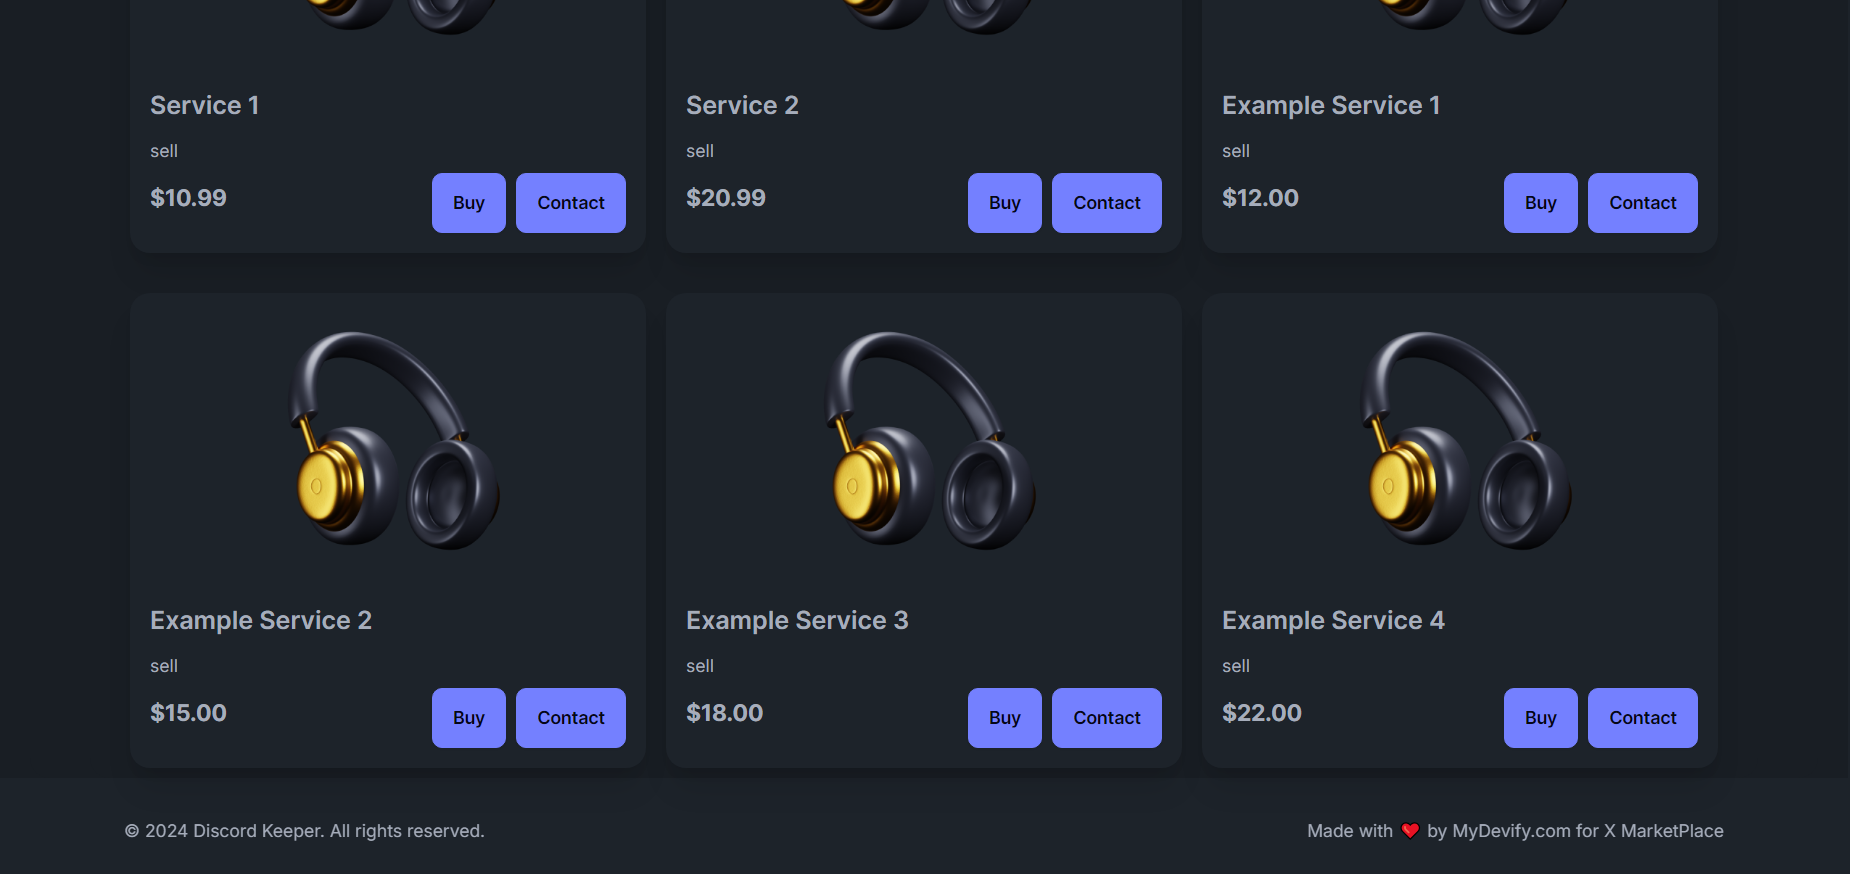 Service 1
sell
$10.99
Buy
Contact
Service 2
sell
$20.99
Buy
Contact
Example Service 1
sell
$12.00
Buy
Contact
Example Service 2
sell
$15.00
Buy
Contact
Example Service 3
sell
$18.00
Buy
Contact
Example Service 4
sell
$22.00
Buy
Contact
© 2024 Discord Keeper. All rights reserved.
Made with ❤️ by MyDevify.com for X MarketPlace